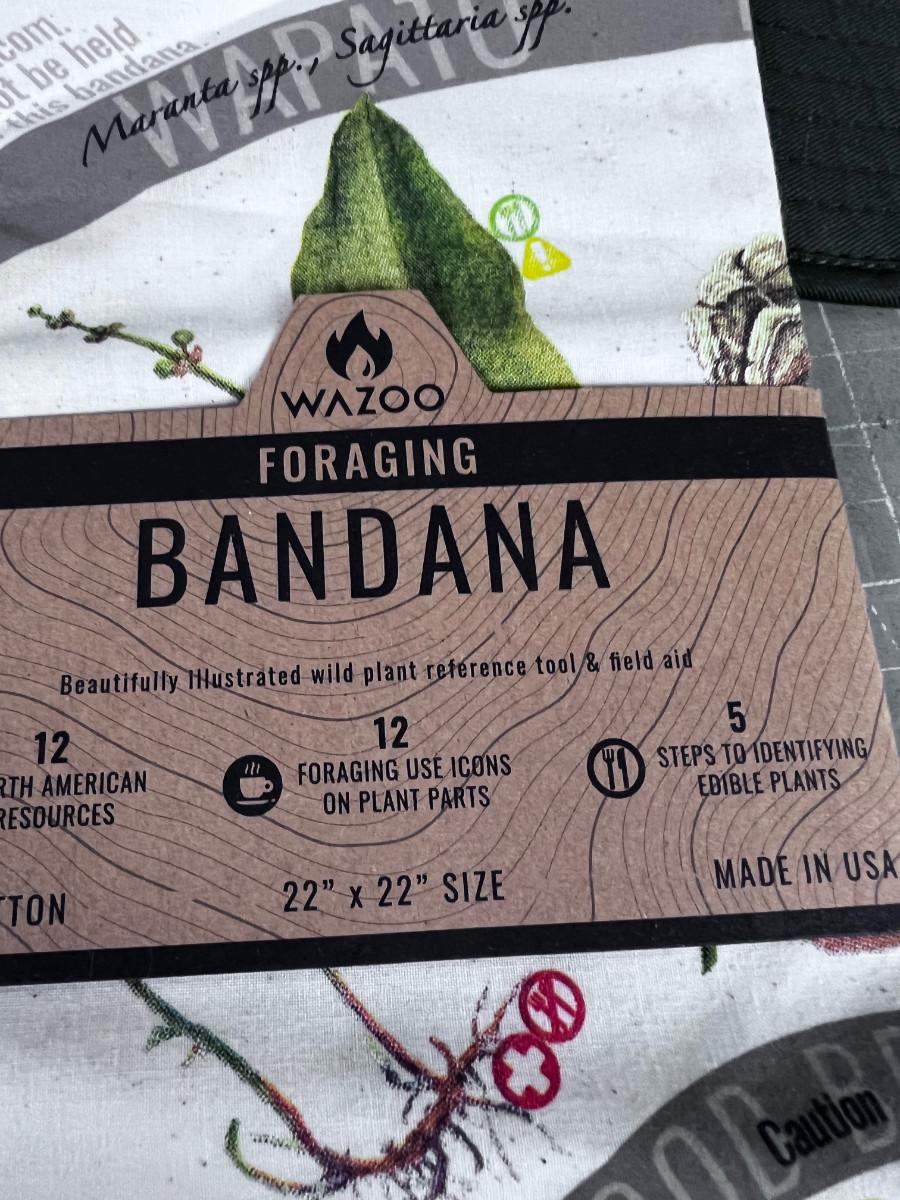 .com.
ot be held
this bandana.
WAPATO
Maranta spp., Sagittaria spp.
WAZOO
FORAGING
BANDANA
Beautifully Illustrated wild plant reference tool & field aid
12
RTH AMERICAN
RESOURCES
12
FORAGING USE ICONS
ON PLANT PARTS
5
STEPS TO IDENTIFYING
EDIBLE PLANTS
TTON
22” x 22” SIZE
MADE IN USA
Caution